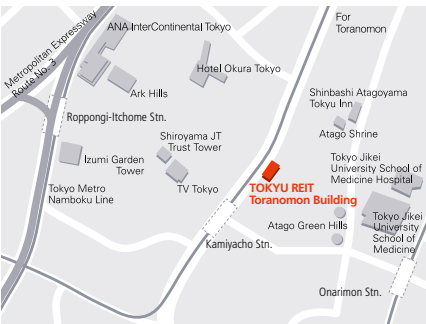 For
Toranomon
ANA InterContinental Tokyo
Metropolitan Expressway
Route No. 3
Hotel Okura Tokyo
Ark Hills
Shinbashi Atagoyama
Tokyu Inn
Roppongi-Itchome Stn.
Atago Shrine
Shiroyama JT
Trust Tower
Izumi Garden
Tower
Tokyo Jikei
University School of
Medicine Hospital
TV Tokyo
Tokyo Metro
Namboku Line
TOKYU REIT
Toranomon Building
Atago Green Hills
Tokyo Jikei
University
School of
Medicine
Kamiyacho Stn.
Onarimon Stn.